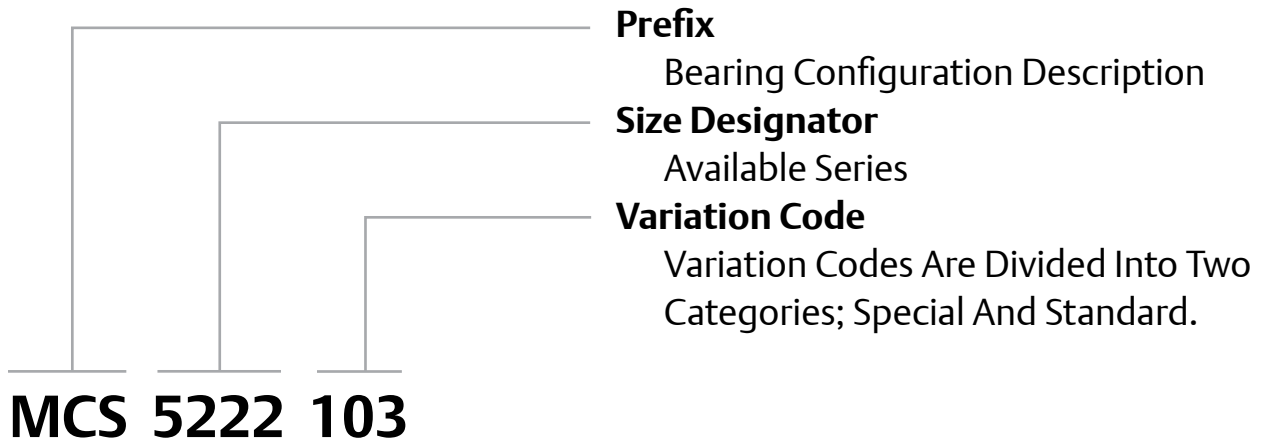 Prefix
Bearing Configuration Description
Size Designator
Available Series
Variation Code
Variation Codes Are Divided Into Two
Categories; Special And Standard.
MCS 5222 103